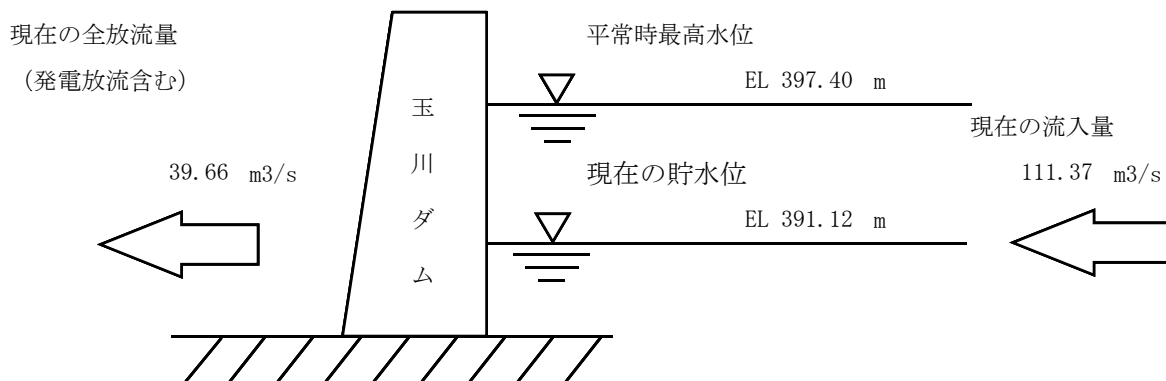 現在の全放流量
(発電放流含む)
39.66 m3/s
玉川ダム
平常時最高水位
EL 397.40 m
現在の貯水位
EL 391.12 m
現在の流入量
111.37 m3/s